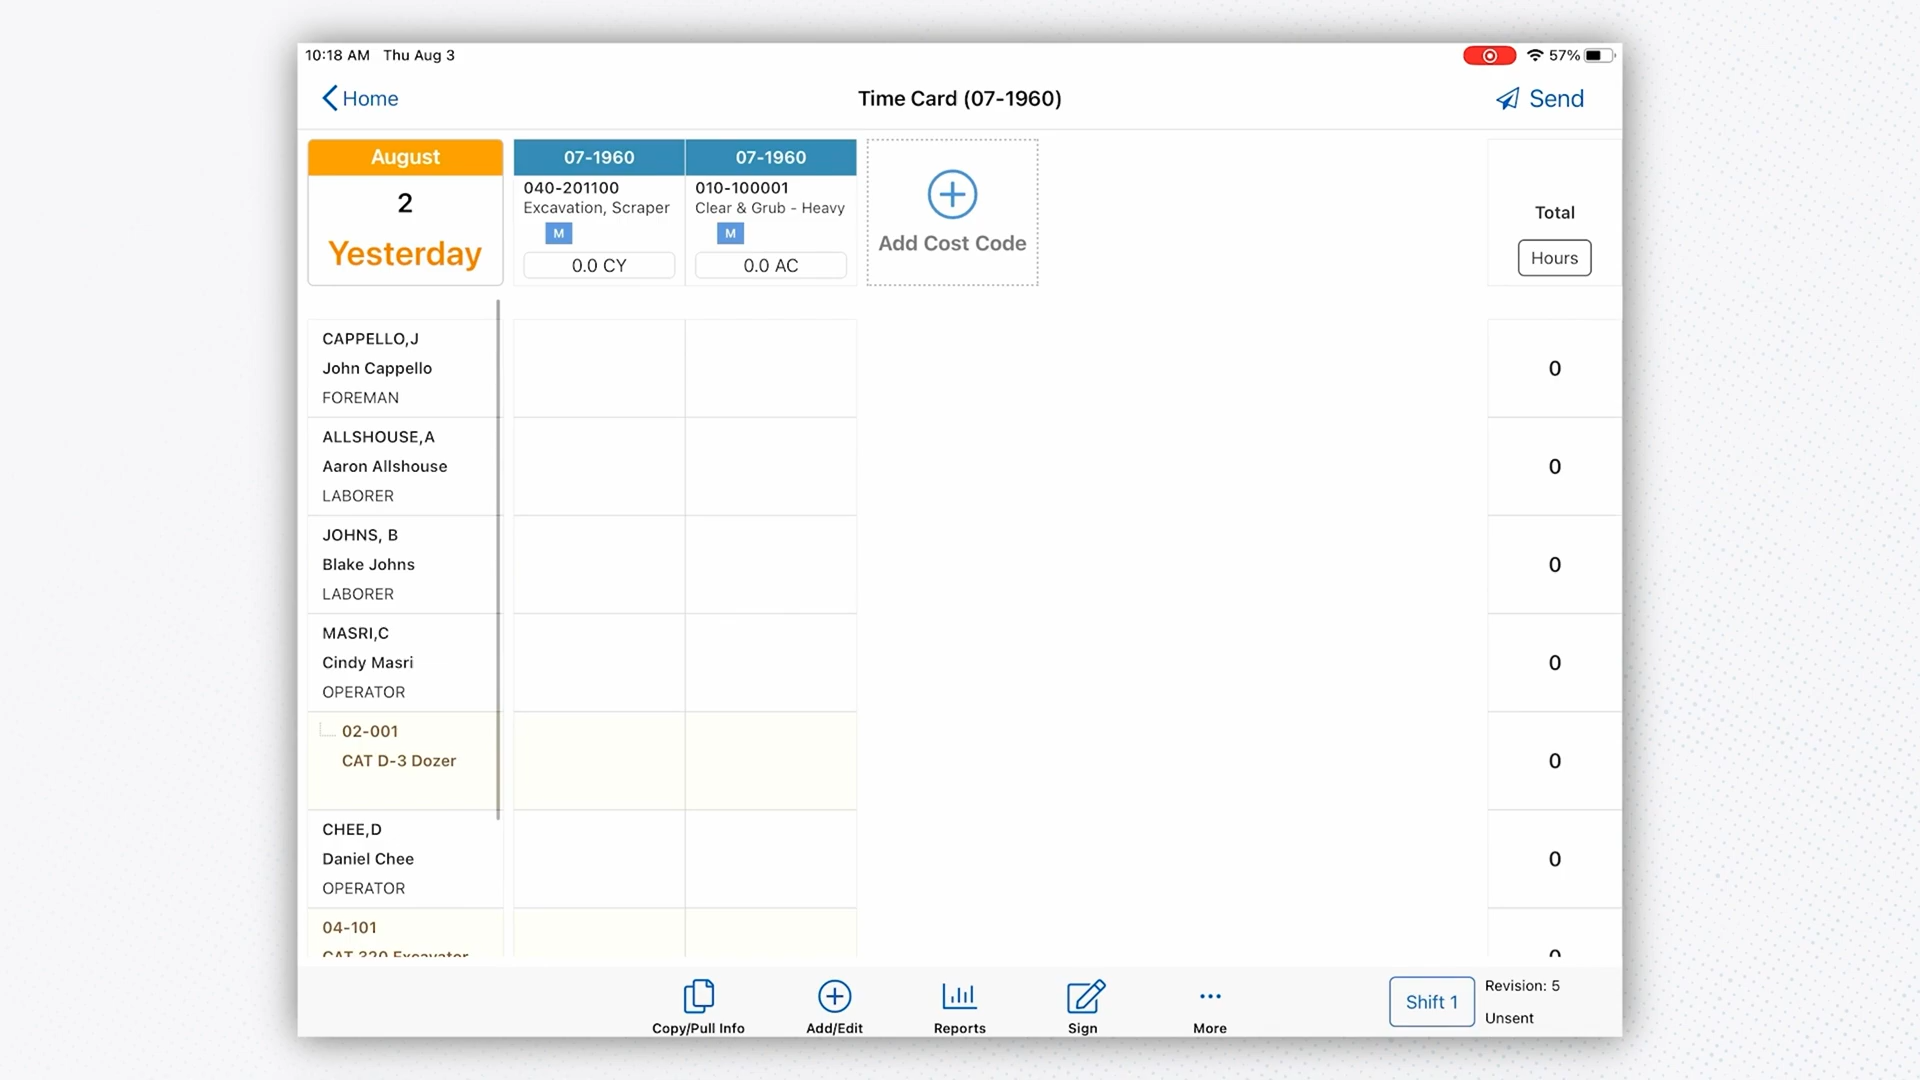 10:18 AM Thu Aug 3
57%
Home
Time Card (07-1960)
Send
August
2
Yesterday
07-1960
040-201100
Excavation, Scraper
M
0.0 CY
07-1960
010-100001
Clear & Grub - Heavy
M
0.0 AC
Add Cost Code
Total
Hours
CAPPELLO,J
John Cappello
FOREMAN
0
ALLSHOUSE,A
Aaron Allshouse
LABORER
0
JOHNS, B
Blake Johns
LABORER
0
MASRI,C
Cindy Masri
OPERATOR
0
02-001
CAT D-3 Dozer
0
CHEE,D
Daniel Chee
OPERATOR
0
04-101
CAT 320 Excavator
0
Copy/Pull Info
Add/Edit
Reports
Sign
More
Shift 1
Revision: 5
Unsent